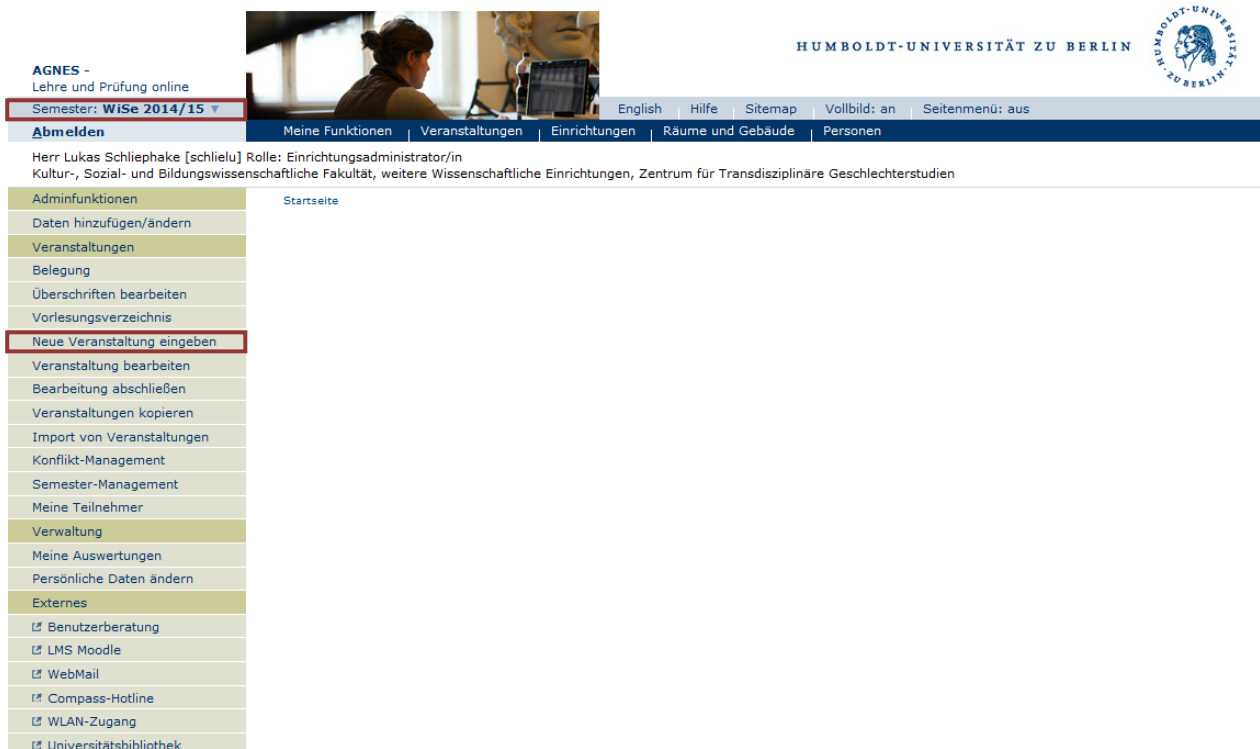 HUMBOLDT-UNIVERSITÄT ZU BERLIN
HUMBOLDT-UNIVERSITÄT · ZU BERLIN ·
AGNES -
Lehre und Prüfung online
Semester: WiSe 2014/15 ▼
English | Hilfe | Sitemap | Vollbild: an | Seitenmenü: aus
Abmelden
Meine Funktionen | Veranstaltungen | Einrichtungen | Räume und Gebäude | Personen
Herr Lukas Schliephake [schlielu] Rolle: Einrichtungsadministrator/in
Kultur-, Sozial- und Bildungswissenschaftliche Fakultät, weitere Wissenschaftliche Einrichtungen, Zentrum für Transdisziplinäre Geschlechterstudien
Startseite
Adminfunktionen
Daten hinzufügen/ändern
Veranstaltungen
Belegung
Überschriften bearbeiten
Vorlesungsverzeichnis
Neue Veranstaltung eingeben
Veranstaltung bearbeiten
Bearbeitung abschließen
Veranstaltungen kopieren
Import von Veranstaltungen
Konflikt-Management
Semester-Management
Meine Teilnehmer
Verwaltung
Meine Auswertungen
Persönliche Daten ändern
Externes
Benutzerberatung
LMS Moodle
WebMail
Compass-Hotline
WLAN-Zugang
Universitätsbibliothek